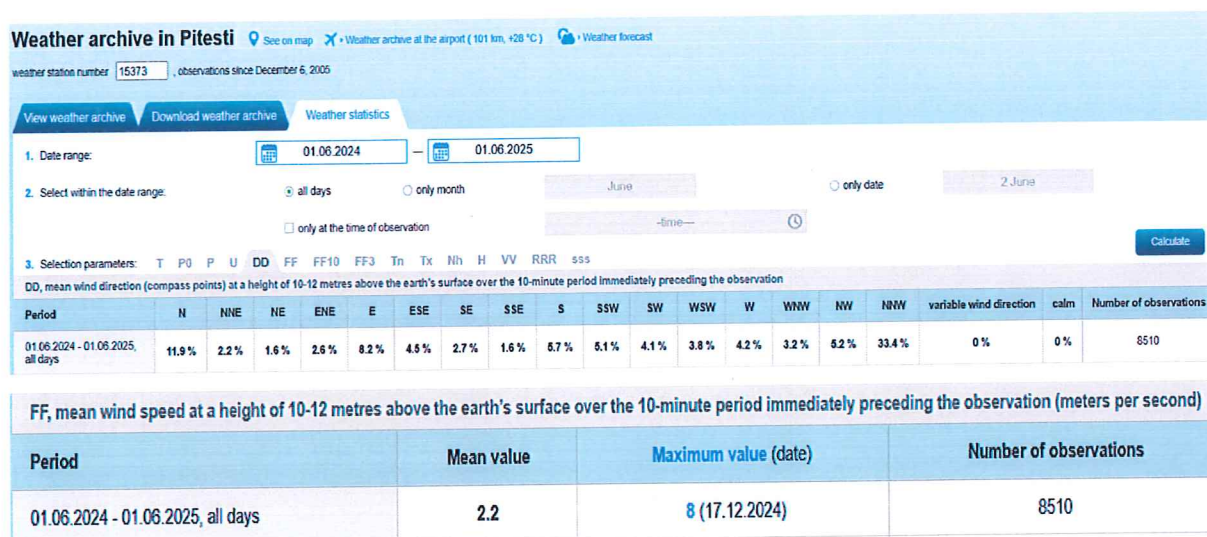 Weather archive in Pitesti See on map Weather archive at the airport ( 101 km, +28 °C ) Weather forecast
weather station number 15373 , observations since December 6, 2005
View weather archive Download weather archive Weather statistics
1. Date range: 01.06.2024 — 01.06.2025
2. Select within the date range: all days only month June only date 2 June
only at the time of observation -time—
Calculate
3. Selection parameters: T P0 P U DD FF FF10 FF3 Tn Tx Nh H VV RRR sss
DD, mean wind direction (compass points) at a height of 10-12 metres above the earth's surface over the 10-minute period immediately preceding the observation
Period N NNE NE ENE E ESE SE SSE S SSW SW WSW W WNW NW NNW variable wind direction calm Number of observations
01.06.2024 - 01.06.2025, all days 11.9 % 2.2 % 1.6 % 2.6 % 8.2 % 4.5 % 2.7 % 1.6 % 5.7 % 5.1 % 4.1 % 3.8 % 4.2 % 3.2 % 5.2 % 33.4 % 0 % 0 % 8510
FF, mean wind speed at a height of 10-12 metres above the earth's surface over the 10-minute period immediately preceding the observation (meters per second)
Period Mean value Maximum value (date) Number of observations
01.06.2024 - 01.06.2025, all days 2.2 8 (17.12.2024) 8510